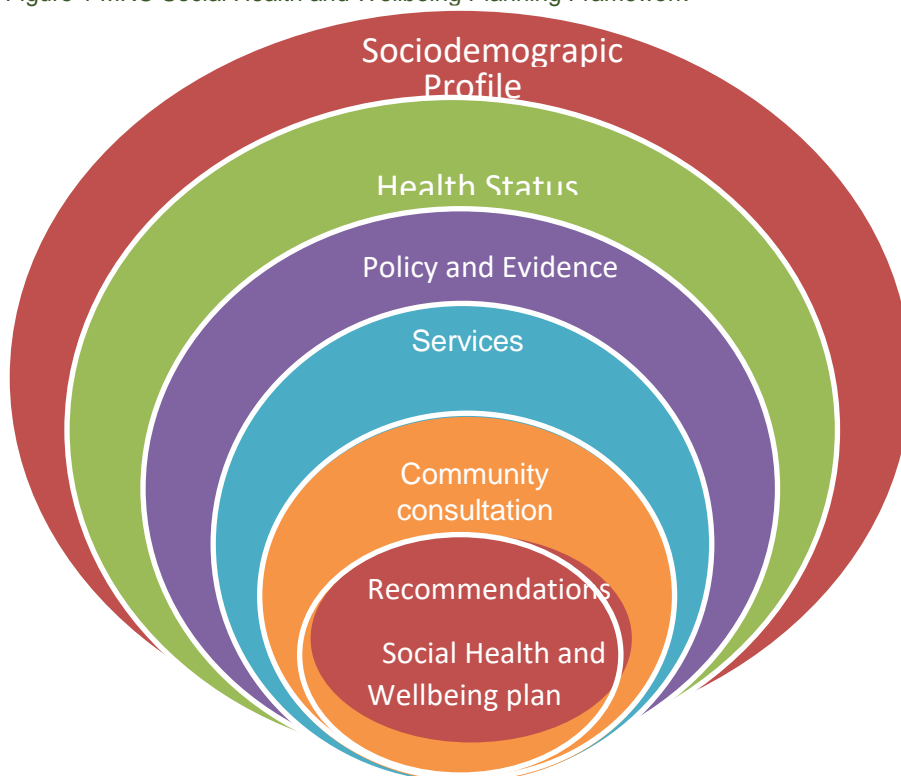 Sociodemograpic
Profile
Health Status
Policy and Evidence
Services
Community
consultation
Recommendations
Social Health and
Wellbeing plan